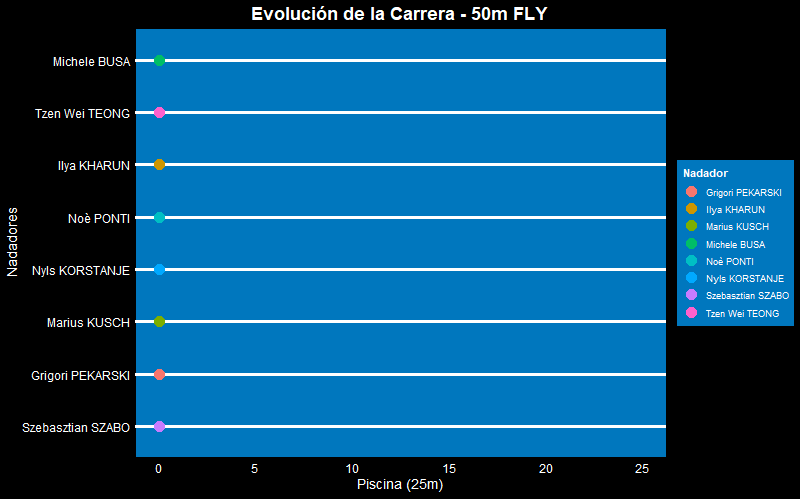 Evolución de la Carrera - 50m FLY
Nadadores
Michele BUSA
Tzen Wei TEONG
Ilya KHARUN
Noè PONTI
Nyls KORSTANJE
Marius KUSCH
Grigori PEKARSKI
Szebasztian SZABO
0 5 10 15 20 25
Piscina (25m)
Nadador
Grigori PEKARSKI
Ilya KHARUN
Marius KUSCH
Michele BUSA
Noè PONTI
Nyls KORSTANJE
Szebasztian SZABO
Tzen Wei TEONG